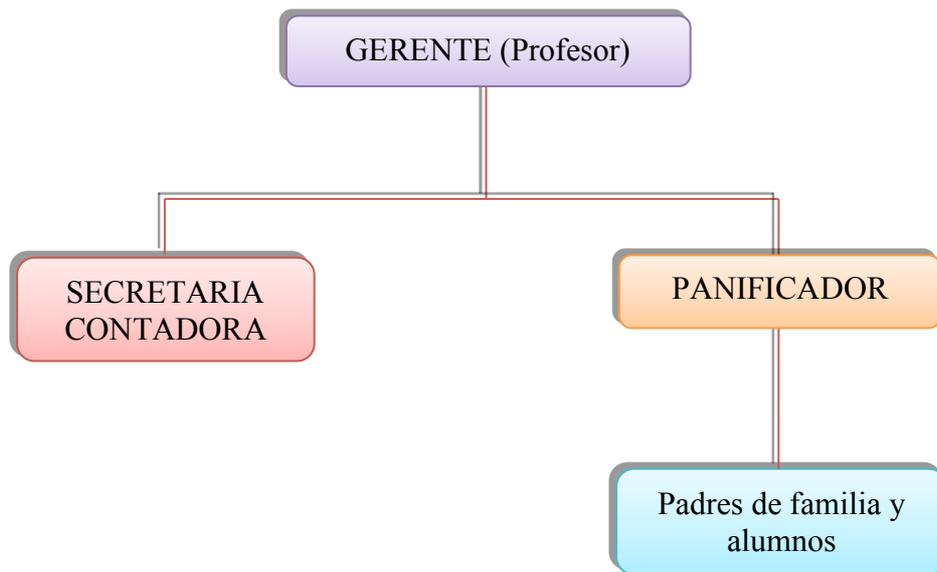 GERENTE (Profesor)
SECRETARIA
CONTADORA
PANIFICADOR
Padres de familia y
alumnos